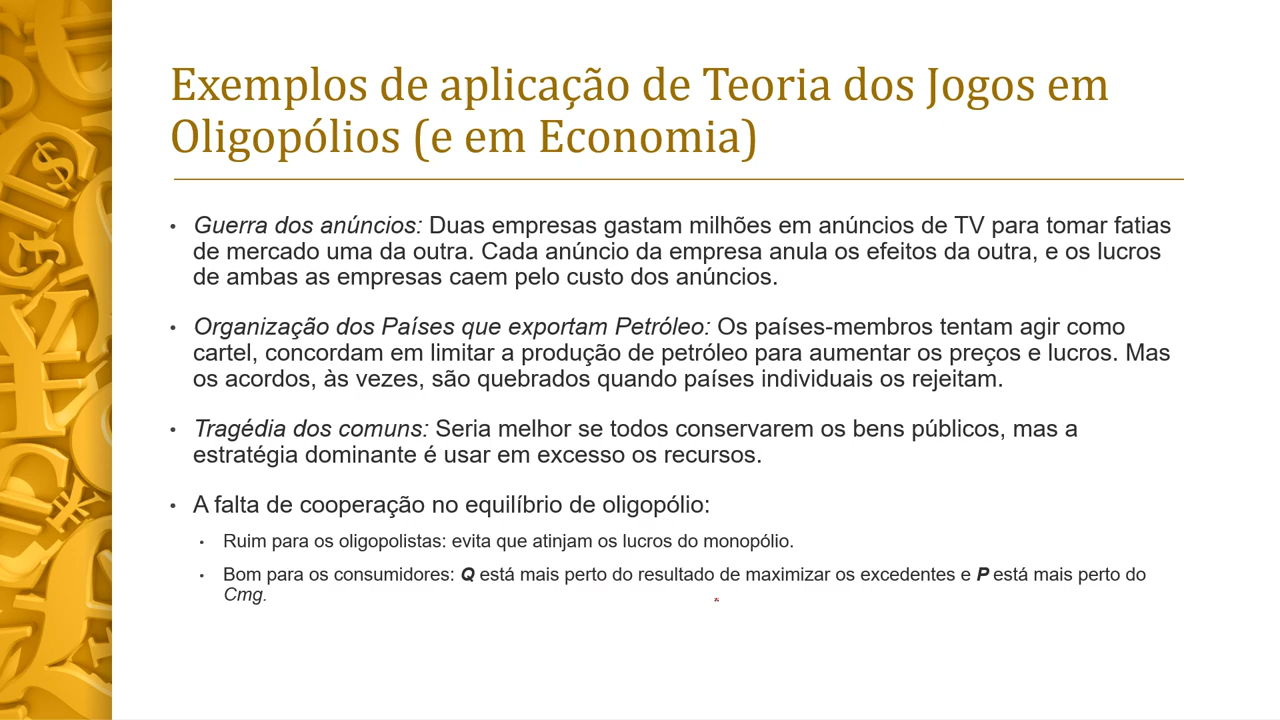 Exemplos de aplicação de Teoria dos Jogos em
Oligopólios (e em Economia)
• Guerra dos anúncios: Duas empresas gastam milhões em anúncios de TV para tomar fatias
de mercado uma da outra. Cada anúncio da empresa anula os efeitos da outra, e os lucros
de ambas as empresas caem pelo custo dos anúncios.
• Organização dos Países que exportam Petróleo: Os países-membros tentam agir como
cartel, concordam em limitar a produção de petróleo para aumentar os preços e lucros. Mas
os acordos, às vezes, são quebrados quando países individuais os rejeitam.
• Tragédia dos comuns: Seria melhor se todos conservarem os bens públicos, mas a
estratégia dominante é usar em excesso os recursos.
• A falta de cooperação no equilíbrio de oligopólio:
• Ruim para os oligopolistas: evita que atinjam os lucros do monopólio.
• Bom para os consumidores: Q está mais perto do resultado de maximizar os excedentes e P está mais perto do
Cmg.